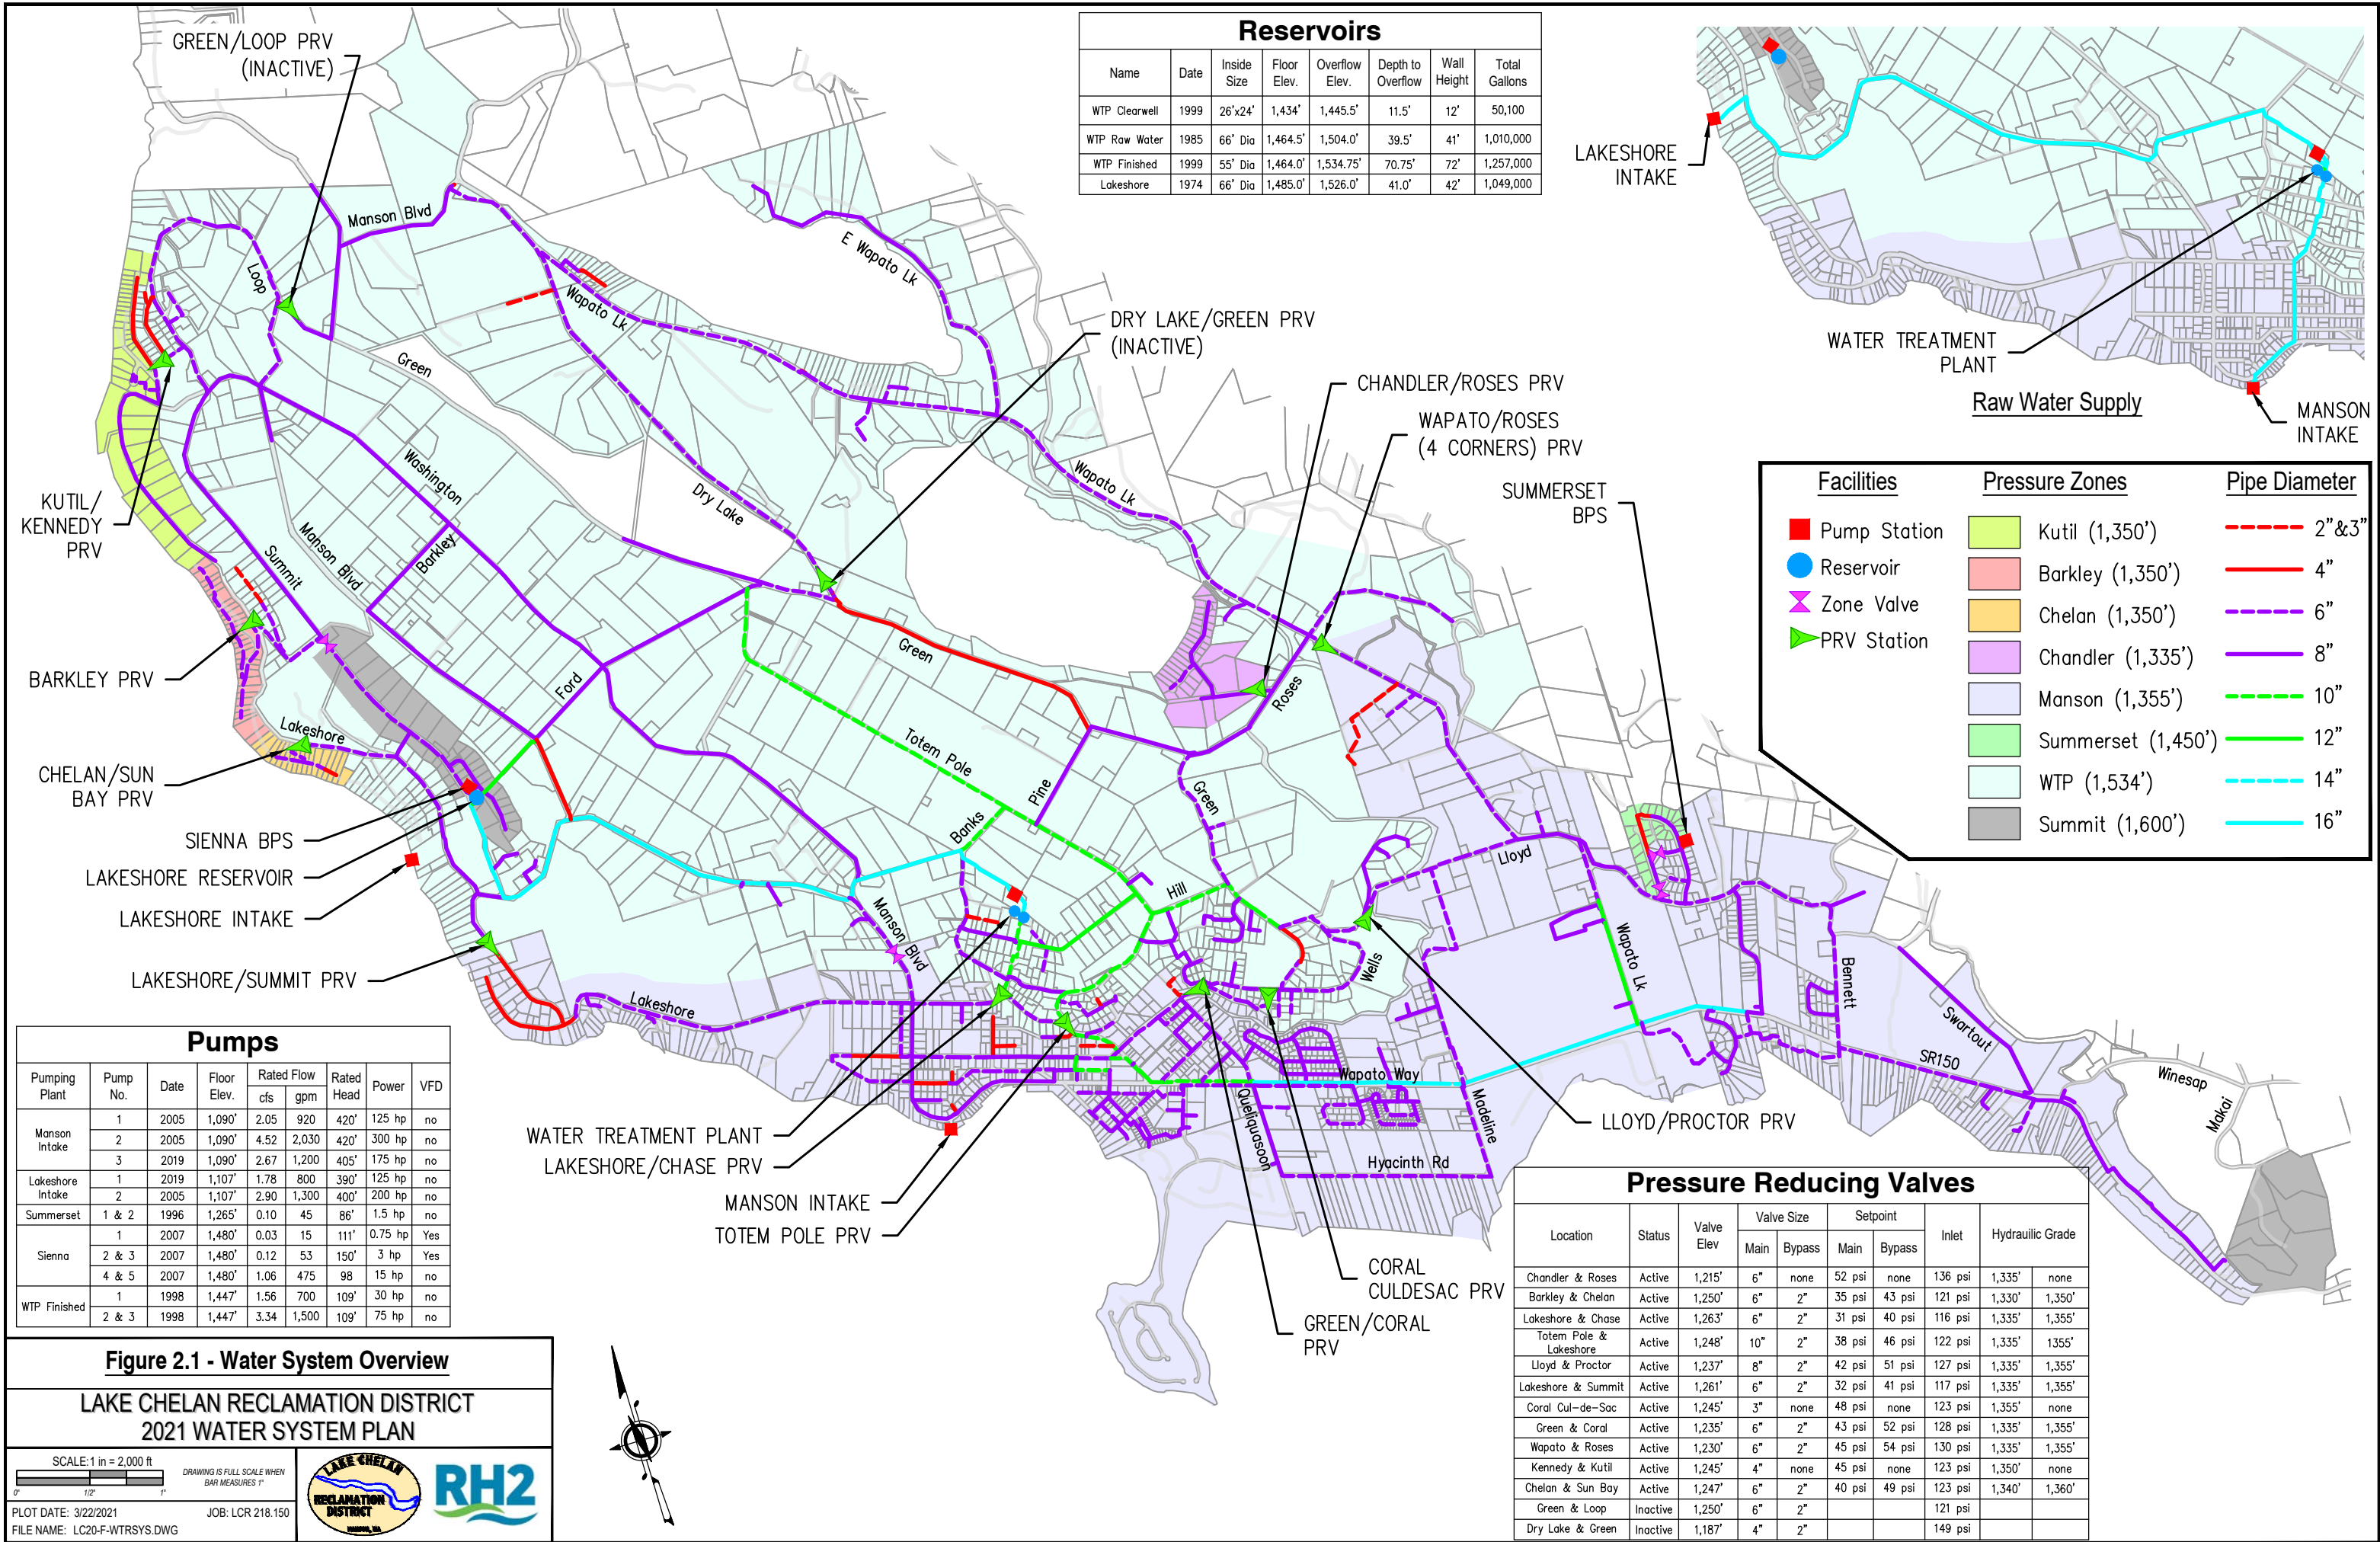 GREEN/LOOP PRV
(INACTIVE)
Reservoirs
Name Date Inside Size Floor Elev. Overflow Elev. Depth to Overflow Wall Height Total Gallons
WTP Clearwell 1999 26'x24' 1,434' 1,445.5' 11.5' 12' 50,100
WTP Raw Water 1985 66' Dia 1,464.5' 1,504.0' 39.5' 41' 1,010,000
WTP Finished 1999 55' Dia 1,464.0' 1,534.75' 70.75' 72' 1,257,000
Lakeshore 1974 66' Dia 1,485.0' 1,526.0' 41.0' 42' 1,049,000
LAKESHORE
INTAKE
WATER TREATMENT
PLANT
Raw Water Supply
MANSON
INTAKE
Manson Blvd
Loop
E Wapato Lk
Wapato Lk
Green
DRY LAKE/GREEN PRV
(INACTIVE)
CHANDLER/ROSES PRV
WAPATO/ROSES
(4 CORNERS) PRV
SUMMERSET
BPS
Facilities
Pump Station
Reservoir
Zone Valve
PRV Station
Pressure Zones
Kutil (1,350')
Barkley (1,350')
Chelan (1,350')
Chandler (1,335')
Manson (1,355')
Summerset (1,450')
WTP (1,534')
Summit (1,600')
Pipe Diameter
2"&3"
4"
6"
8"
10"
12"
14"
16"
Washington
Dry Lake
Wapato Lk
KUTIL/
KENNEDY
PRV
Summit
Manson Blvd
Barkley
BARKLEY PRV
Green
Ford
Roses
Lakeshore
Totem Pole
Pine
Banks
Green
CHELAN/SUN
BAY PRV
SIENNA BPS
LAKESHORE RESERVOIR
LAKESHORE INTAKE
LAKESHORE/SUMMIT PRV
Hill
Lloyd
Manson Blvd
Wells
Wapato Lk
Bennett
Swartout
Lakeshore
SR150
Winesap
Makai
Wapato Way
Quelquasoon
Madeline
Hyacinth Rd
WATER TREATMENT PLANT
LAKESHORE/CHASE PRV
MANSON INTAKE
TOTEM POLE PRV
LLOYD/PROCTOR PRV
CORAL
CULDESAC PRV
GREEN/CORAL
PRV
Pumps
Pumping Plant Pump No. Date Floor Elev. Rated Flow cfs gpm Rated Head Power VFD
Manson Intake 1 2005 1,090' 2.05 920 420' 125 hp no
2 2005 1,090' 4.52 2,030 420' 300 hp no
3 2019 1,090' 2.67 1,200 405' 175 hp no
Lakeshore Intake 1 2019 1,107' 1.78 800 390' 125 hp no
2 2005 1,107' 2.90 1,300 400' 200 hp no
Summerset 1 & 2 1996 1,265' 0.10 45 86' 1.5 hp no
Sienna 1 2007 1,480' 0.03 15 111' 0.75 hp Yes
2 & 3 2007 1,480' 0.12 53 150' 3 hp Yes
4 & 5 2007 1,480' 1.06 475 98 15 hp no
WTP Finished 1 1998 1,447' 1.56 700 109' 30 hp no
2 & 3 1998 1,447' 3.34 1,500 109' 75 hp no
Pressure Reducing Valves
Location Status Valve Elev Valve Size Main Bypass Setpoint Main Bypass Inlet Hydraulic Grade
Chandler & Roses Active 1,215' 6" none 52 psi none 136 psi 1,335' none
Barkley & Chelan Active 1,250' 6" 2" 35 psi 43 psi 121 psi 1,330' 1,350'
Lakeshore & Chase Active 1,263' 6" 2" 31 psi 40 psi 116 psi 1,335' 1,355'
Totem Pole & Lakeshore Active 1,248' 10" 2" 38 psi 46 psi 122 psi 1,335' 1355'
Lloyd & Proctor Active 1,237' 8" 2" 42 psi 51 psi 127 psi 1,335' 1,355'
Lakeshore & Summit Active 1,261' 6" 2" 32 psi 41 psi 117 psi 1,335' 1,355'
Coral Cul-de-Sac Active 1,245' 3" none 48 psi none 123 psi 1,355' none
Green & Coral Active 1,235' 6" 2" 43 psi 52 psi 128 psi 1,335' 1,355'
Wapato & Roses Active 1,230' 6" 2" 45 psi 54 psi 130 psi 1,335' 1,355'
Kennedy & Kutil Active 1,245' 4" none 45 psi none 123 psi 1,350' none
Chelan & Sun Bay Active 1,247' 6" 2" 40 psi 49 psi 123 psi 1,340' 1,360'
Green & Loop Inactive 1,250' 6" 2" 121 psi
Dry Lake & Green Inactive 1,187' 4" 2" 149 psi
Figure 2.1 - Water System Overview
LAKE CHELAN RECLAMATION DISTRICT
2021 WATER SYSTEM PLAN
SCALE:1 in = 2,000 ft
0" 1/2" 1"
DRAWING IS FULL SCALE WHEN
BAR MEASURES 1"
PLOT DATE: 3/22/2021 JOB: LCR 218.150
FILE NAME: LC20-F-WTRSYS.DWG
LAKE CHELAN
RECLAMATION
DISTRICT
MANSON, WA
RH2